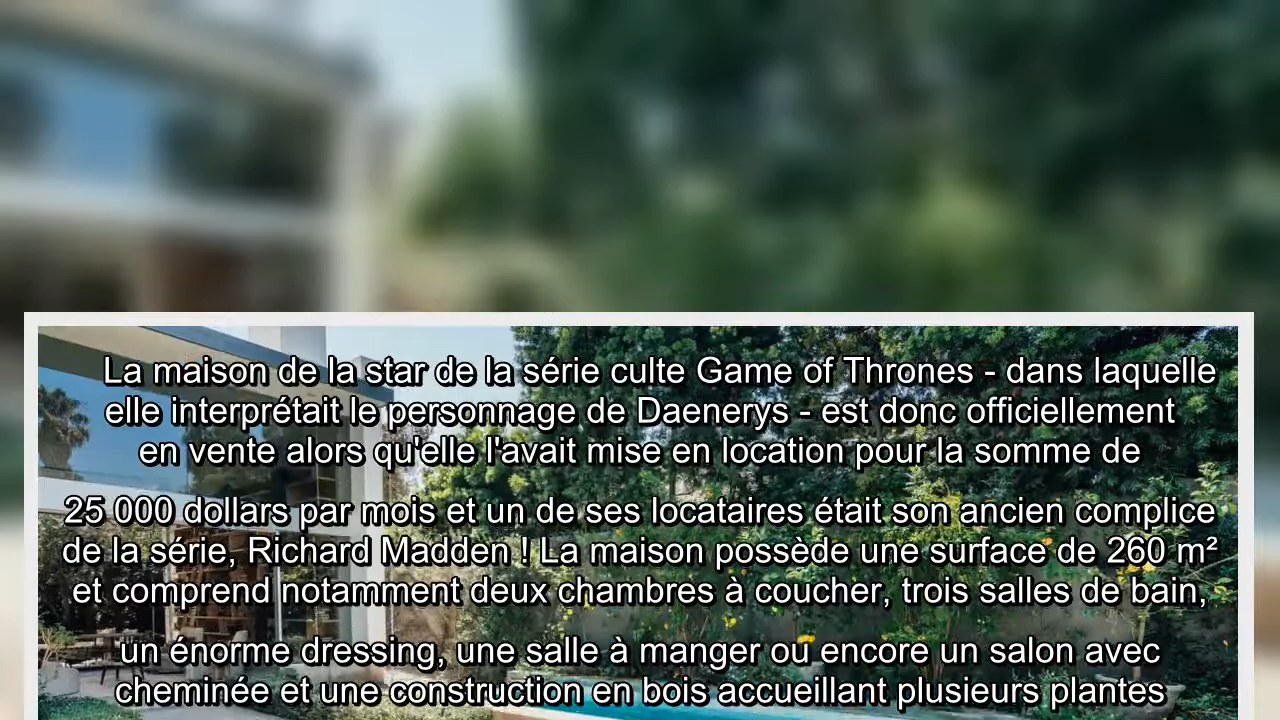 La maison de la star de la série culte Game of Thrones - dans laquelle
elle interprétait le personnage de Daenerys - est donc officiellement
en vente alors qu'elle l'avait mise en location pour la somme de
25 000 dollars par mois et un de ses locataires était son ancien complice
de la série, Richard Madden ! La maison possède une surface de 260 m²
et comprend notamment deux chambres à coucher, trois salles de bain,
un énorme dressing, une salle à manger ou encore un salon avec
cheminée et une construction en bois accueillant plusieurs plantes